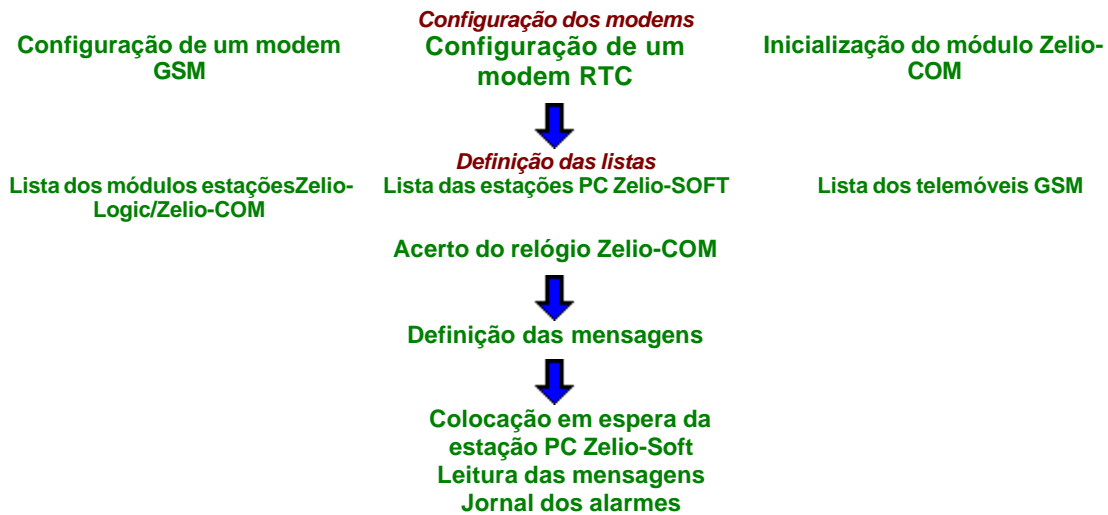 Configuração dos modems
Configuração de um modem
GSM
Configuração de um
modem RTC
Inicialização do módulo Zelio-
COM
Definição das listas
Lista dos módulos estaçõesZelio-
Logic/Zelio-COM
Lista das estações PC Zelio-SOFT
Lista dos telemóveis GSM
Acerto do relógio Zelio-COM
Definição das mensagens
Colocação em espera da
estação PC Zelio-Soft
Leitura das mensagens
Jornal dos alarmes